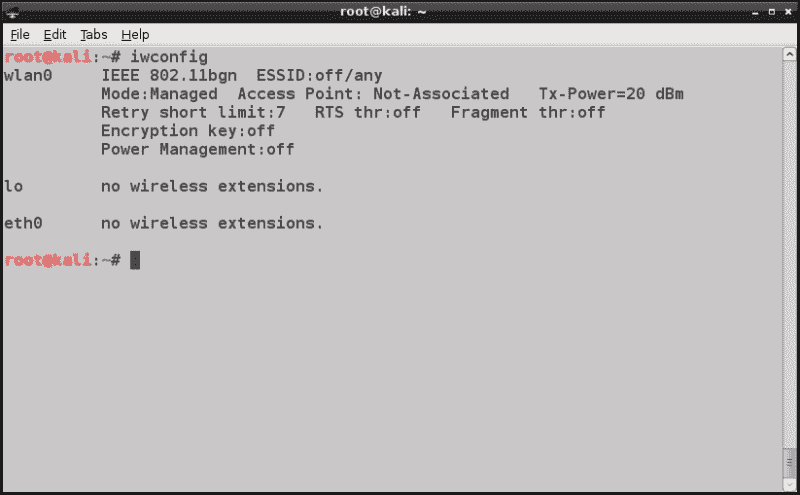 root@kali: ~
File Edit Tabs Help
root@kali:~# iwconfig
wlan0     IEEE 802.11bgn  ESSID:off/any
          Mode:Managed  Access Point: Not-Associated   Tx-Power=20 dBm
          Retry short limit:7   RTS thr:off   Fragment thr:off
          Encryption key:off
          Power Management:off
lo        no wireless extensions.
eth0      no wireless extensions.
root@kali:~#